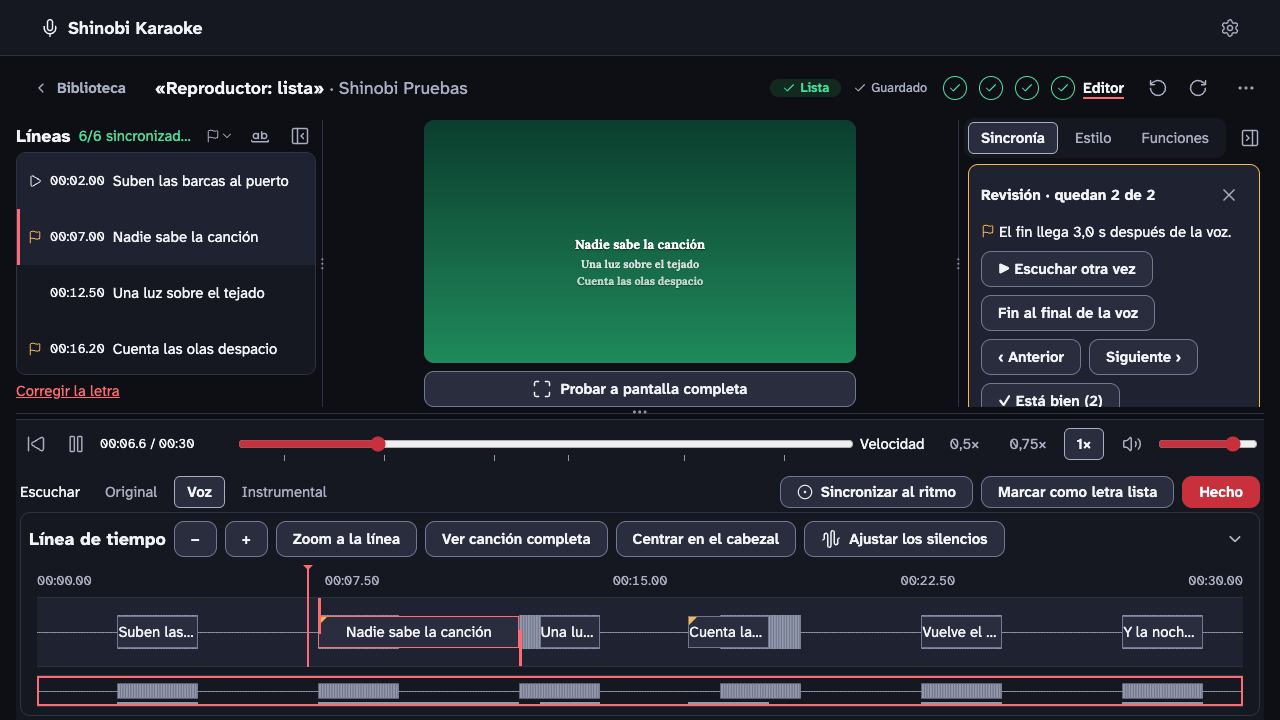 Shinobi Karaoke
Biblioteca
«Reproductor: lista» · Shinobi Pruebas
Lista
Guardado
Editor
Líneas 6/6 sincronizad...
ab
00:02.00 Suben las barcas al puerto
00:07.00 Nadie sabe la canción
00:12.50 Una luz sobre el tejado
00:16.20 Cuenta las olas despacio
Corregir la letra
Nadie sabe la canción
Una luz sobre el tejado
Cuenta las olas despacio
Probar a pantalla completa
Sincronía Estilo Funciones
Revisión · quedan 2 de 2
El fin llega 3,0 s después de la voz.
Escuchar otra vez
Fin al final de la voz
‹ Anterior
Siguiente ›
✓ Está bien (2)
00:06.6 / 00:30
Velocidad 0,5× 0,75× 1×
Escuchar Original Voz Instrumental
Sincronizar al ritmo
Marcar como letra lista
Hecho
Línea de tiempo
−
+
Zoom a la línea
Ver canción completa
Centrar en el cabezal
Ajustar los silencios
00:00.00 00:07.50 00:15.00 00:22.50 00:30.00
Suben las... Nadie sabe la canción Una lu... Cuenta la... Vuelve el ... Y la noch...